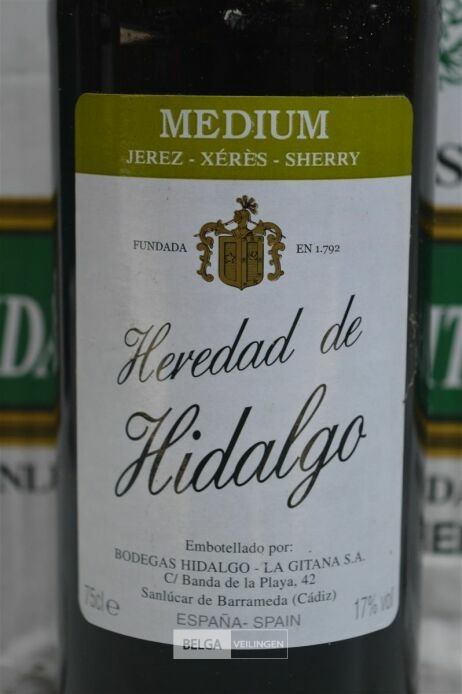 MEDIUM
JEREZ - XÉRÈS - SHERRY
FUNDADA EN 1.792
Heredad de
Hidalgo
Embotellado por:
BODEGAS HIDALGO - LA GITANA S.A.
C/ Banda de la Playa, 42
Sanlúcar de Barrameda (Cádiz)
75cl e 17% vol
ESPAÑA- SPAIN
BELGA VEILINGEN